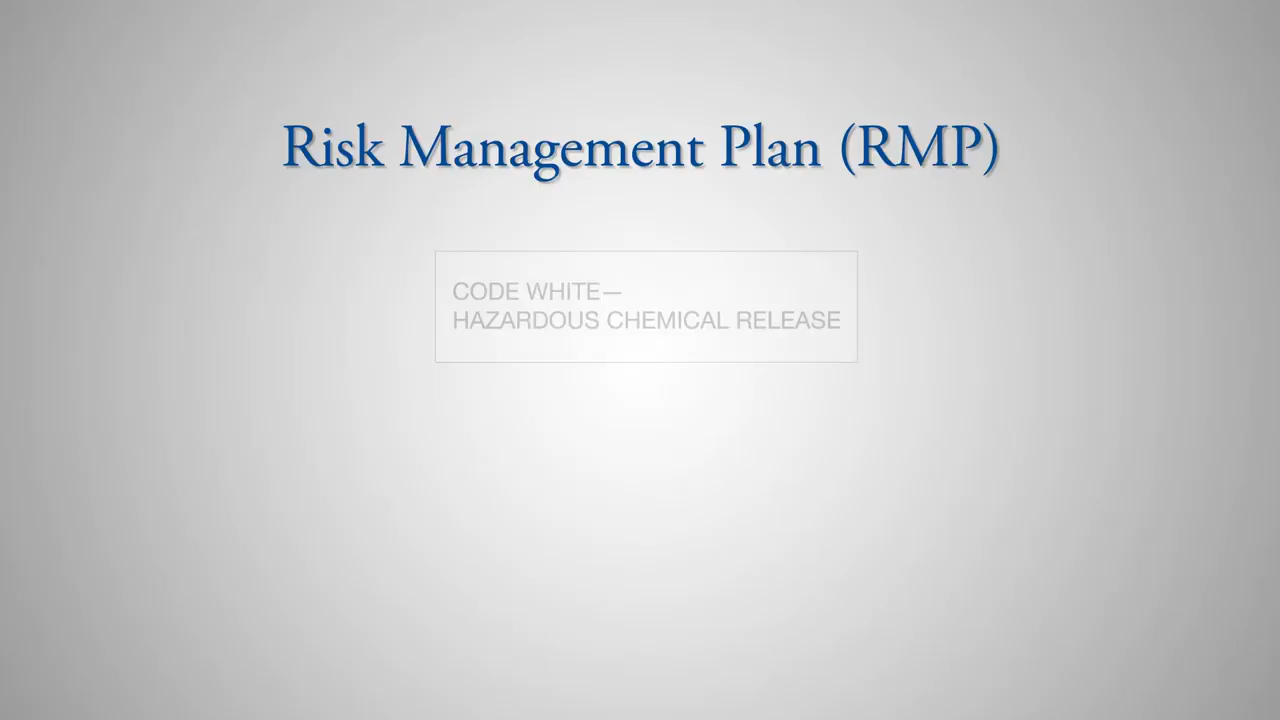 Risk Management Plan (RMP)
CODE WHITE—
HAZARDOUS CHEMICAL RELEASE